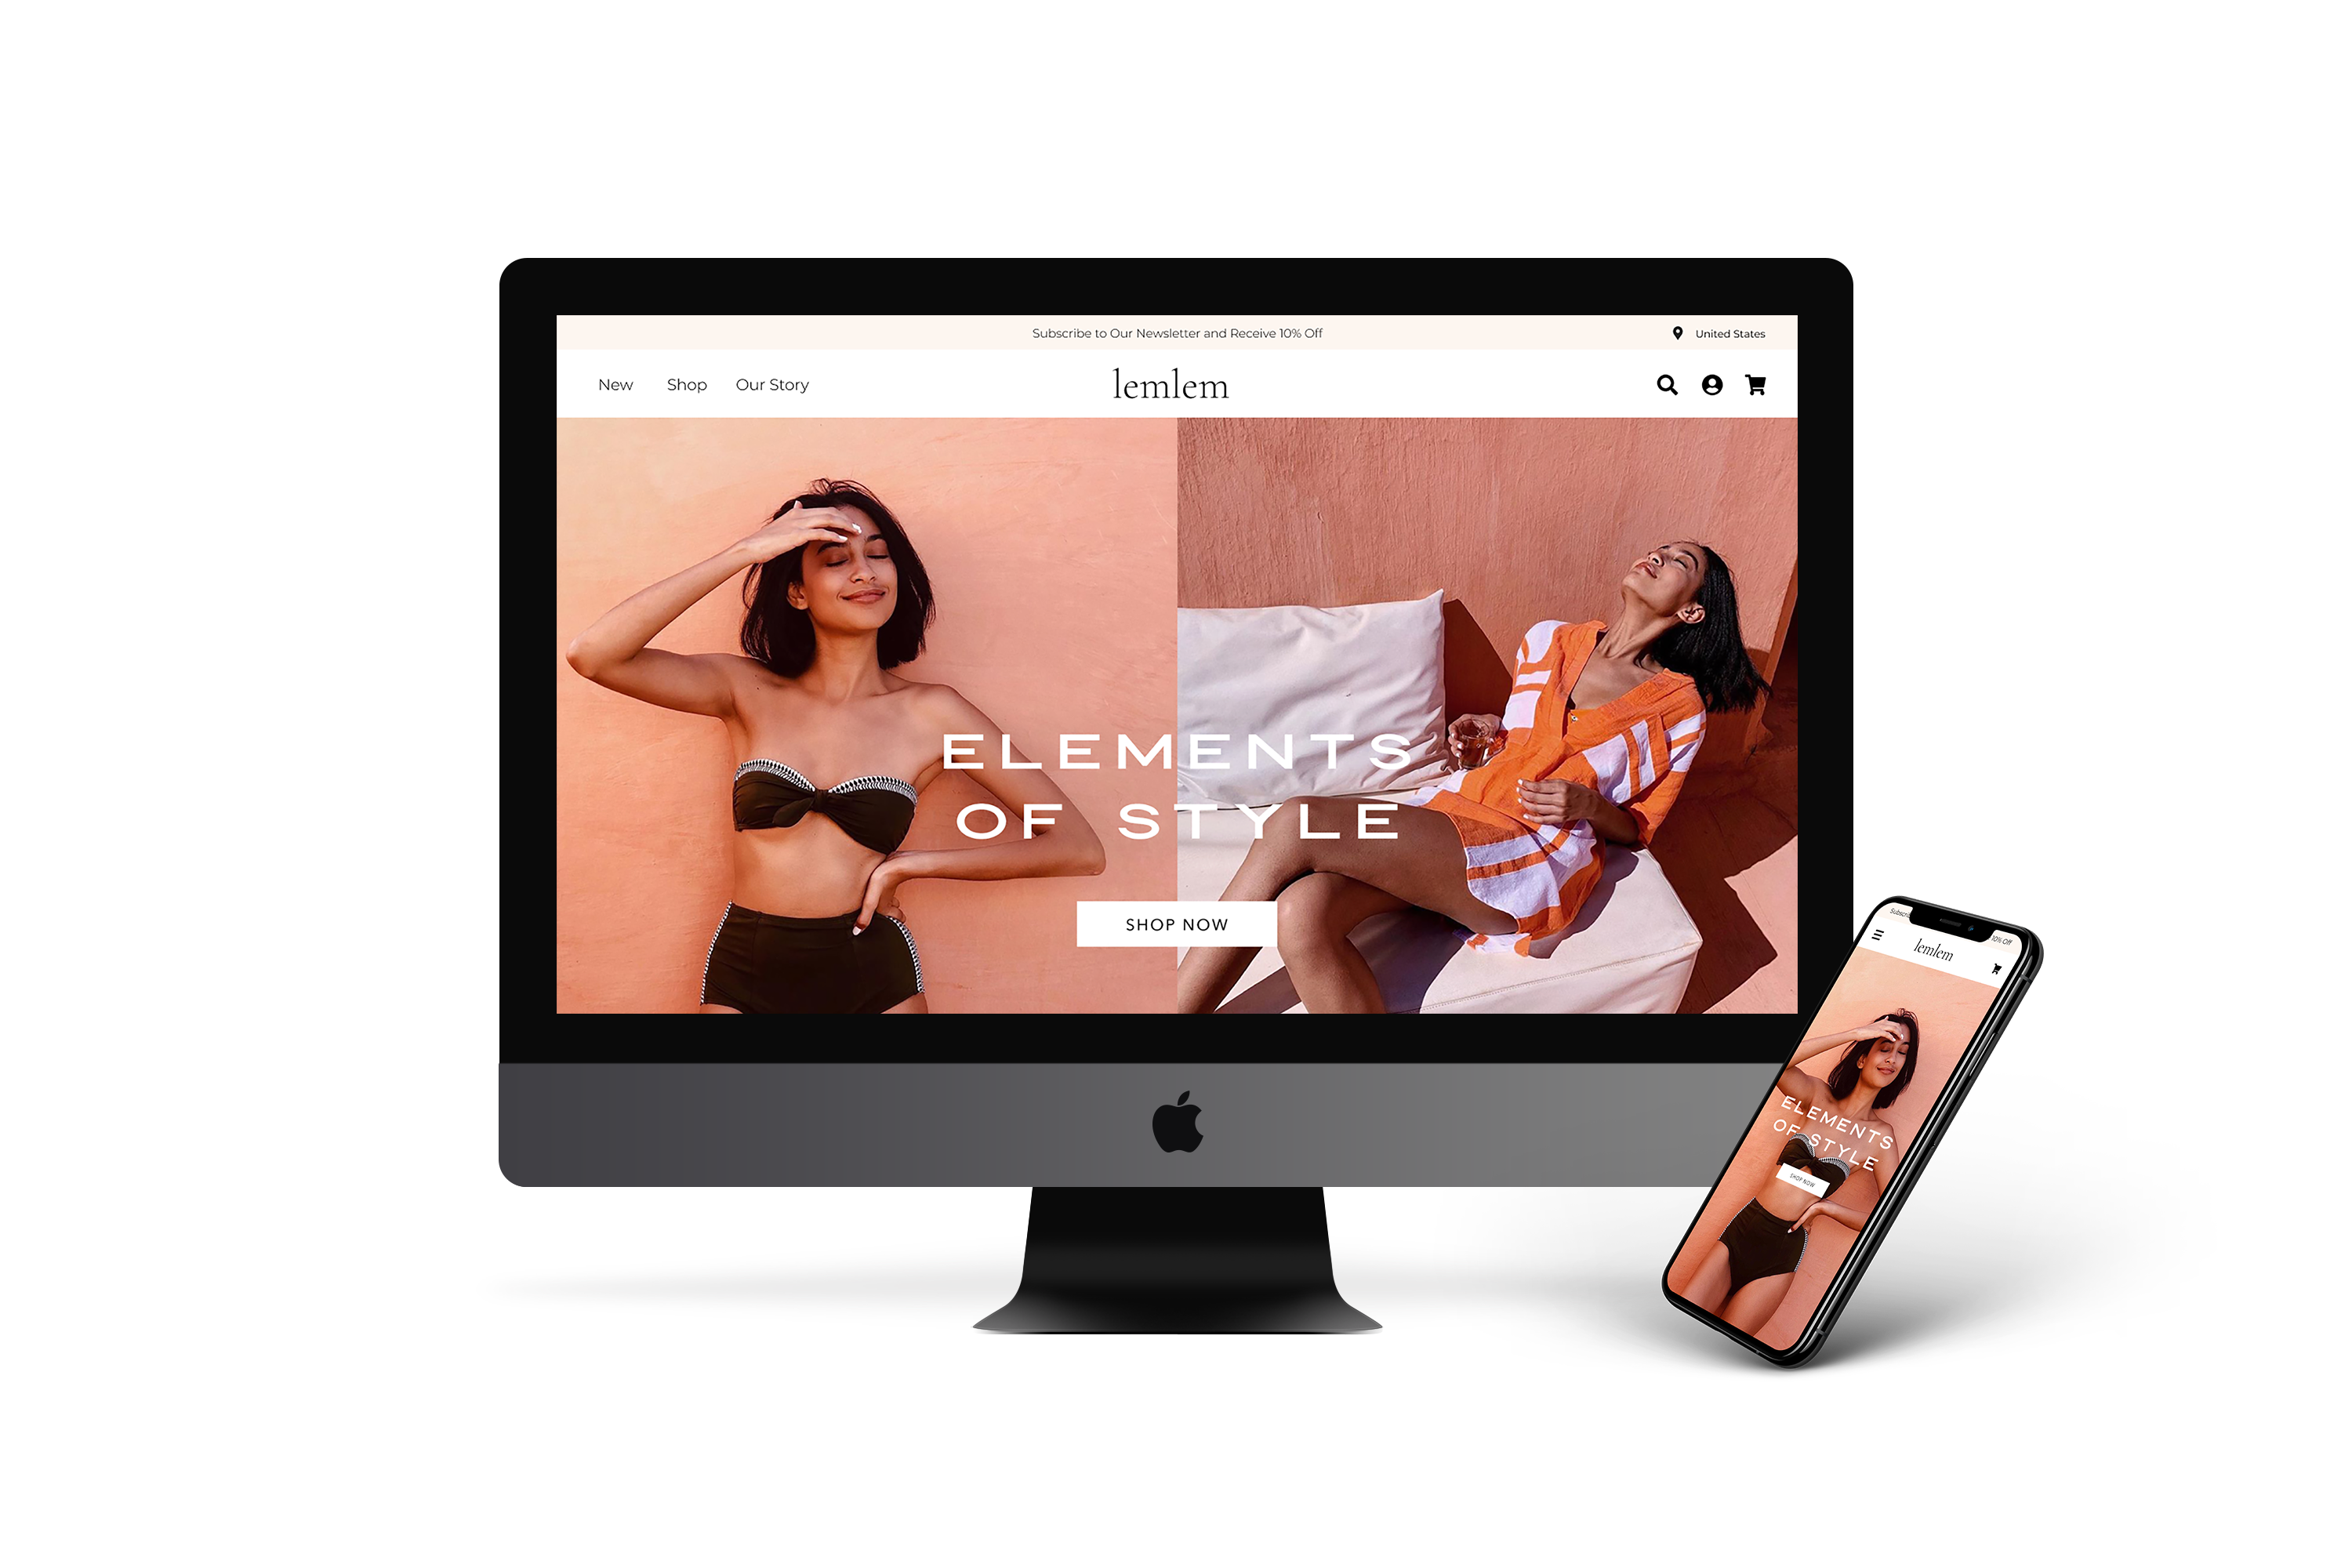 Subscribe to Our Newsletter and Receive 10% Off
United States
New
Shop
Our Story
lemlem
ELEMENTS
OF STYLE
SHOP NOW
10% Off
lemlem
ELEMENTS
OF STYLE
SHOP NOW